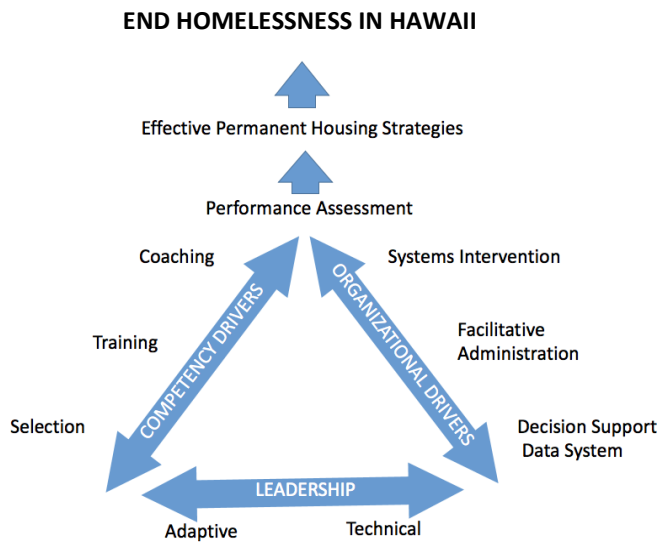 END HOMELESSNESS IN HAWAII
Effective Permanent Housing Strategies
Performance Assessment
Coaching
Systems Intervention
COMPETENCY DRIVERS
ORGANIZATIONAL DRIVERS
Training
Facilitative
Administration
Selection
Decision Support
Data System
LEADERSHIP
Adaptive
Technical